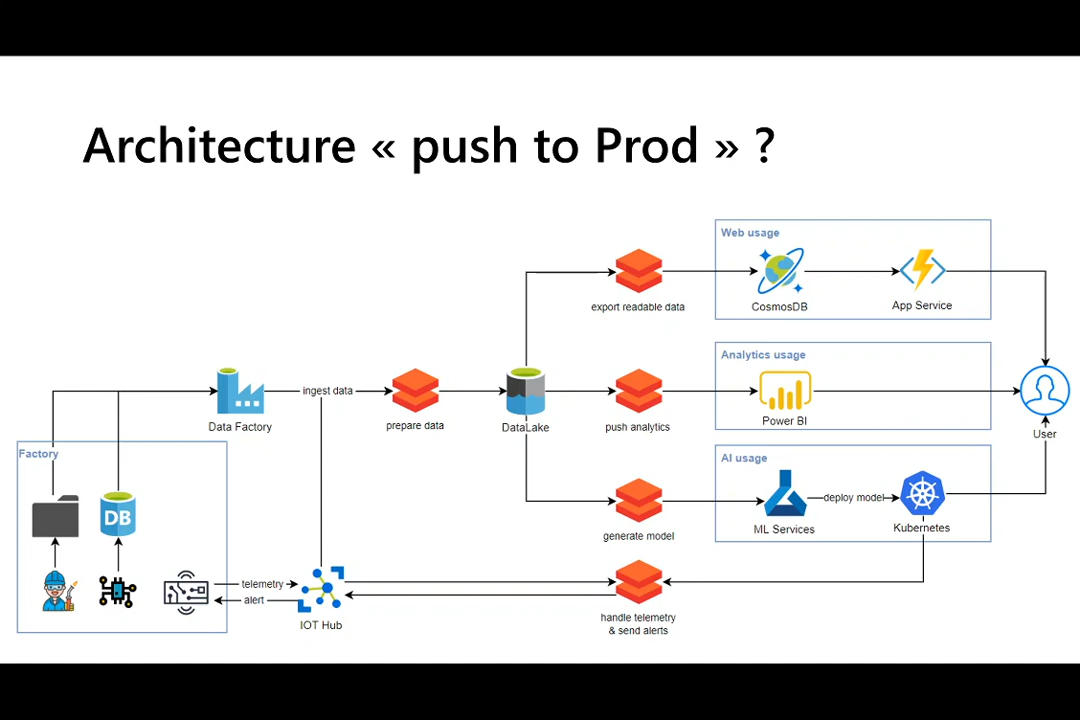 Architecture « push to Prod » ?
Web usage
CosmosDB
App Service
export readable data
Analytics usage
Power BI
push analytics
ingest data
Data Factory
prepare data
DataLake
User
Factory
DB
AI usage
ML Services
deploy model
Kubernetes
generate model
telemetry
alert
IOT Hub
handle telemetry
& send alerts